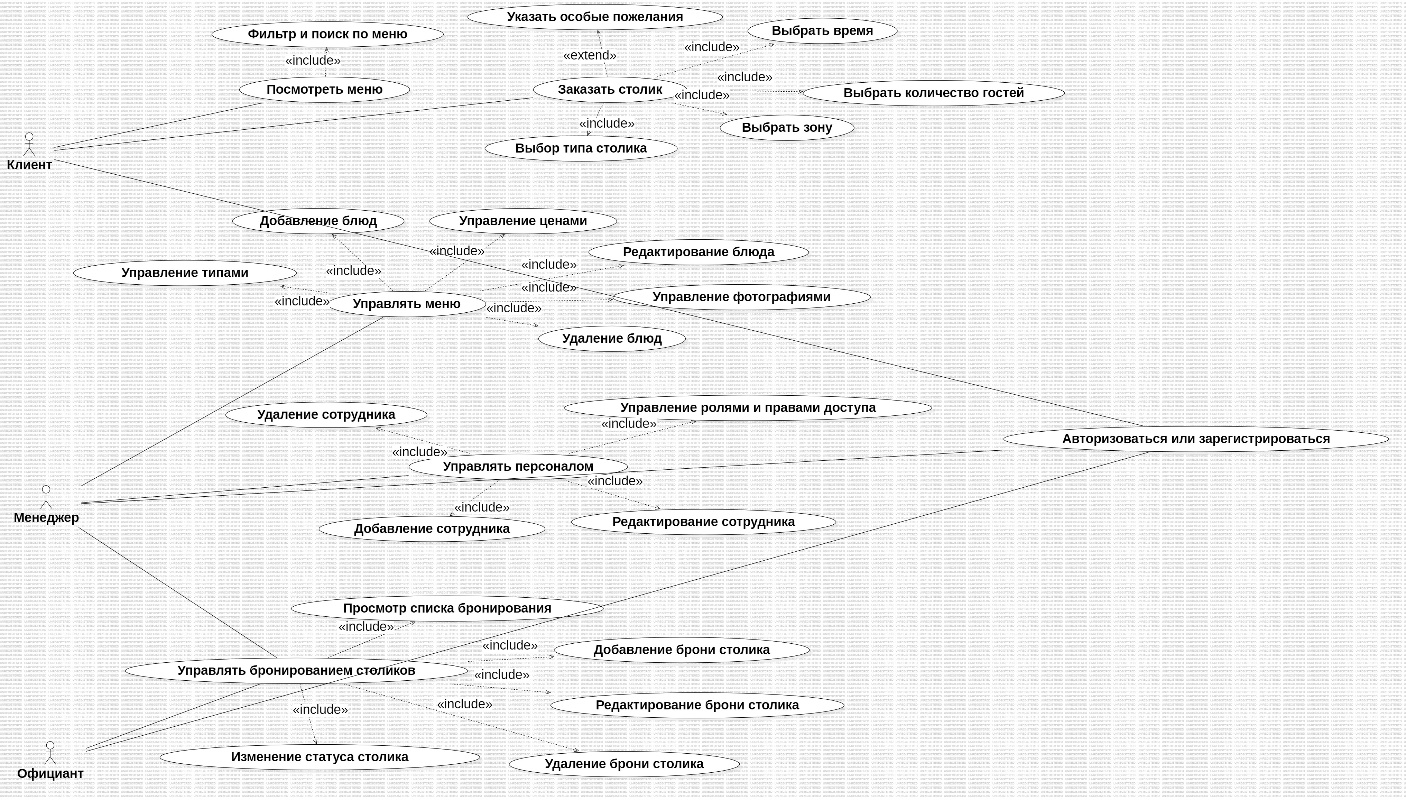 Указать особые пожелания
Фильтр и поиск по меню
Выбрать время
«include»
«extend»
«include»
«include»
Посмотреть меню
Заказать столик
«include»
Выбрать количество гостей
«include»
Выбрать зону
Выбор типа столика
Клиент
Добавление блюд
Управление ценами
«include»
Редактирование блюда
«include»
Управление типами
«include»
«include»
«include»
Управлять меню
«include»
Управление фотографиями
Удаление блюд
Управление ролями и правами доступа
Удаление сотрудника
«include»
Авторизоваться или зарегистрироваться
«include»
Управлять персоналом
«include»
«include»
Менеджер
Добавление сотрудника
Редактирование сотрудника
Просмотр списка бронирования
«include»
«include»
Добавление брони столика
Управлять бронированием столиков
«include»
«include»
«include»
Редактирование брони столика
Изменение статуса столика
Удаление брони столика
Официант